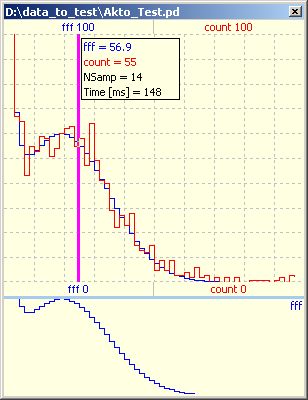 D:\data_to_test\Akto_Test.pd
fff 100 count 100
fff = 56.9
count = 55
NSamp = 14
Time [ms] = 148
fff 0 count 0
fff